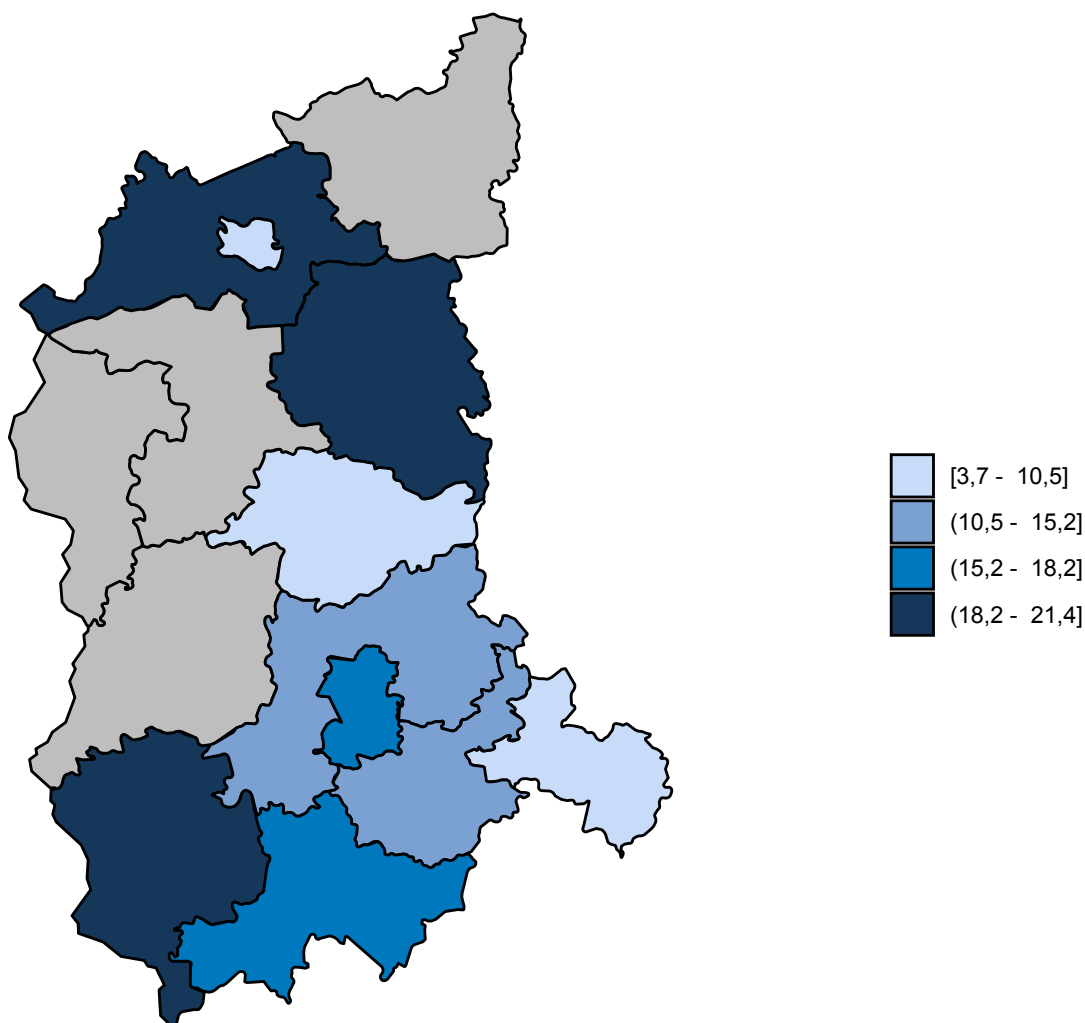 [3,7 - 10,5]
(10,5 - 15,2]
(15,2 - 18,2]
(18,2 - 21,4]